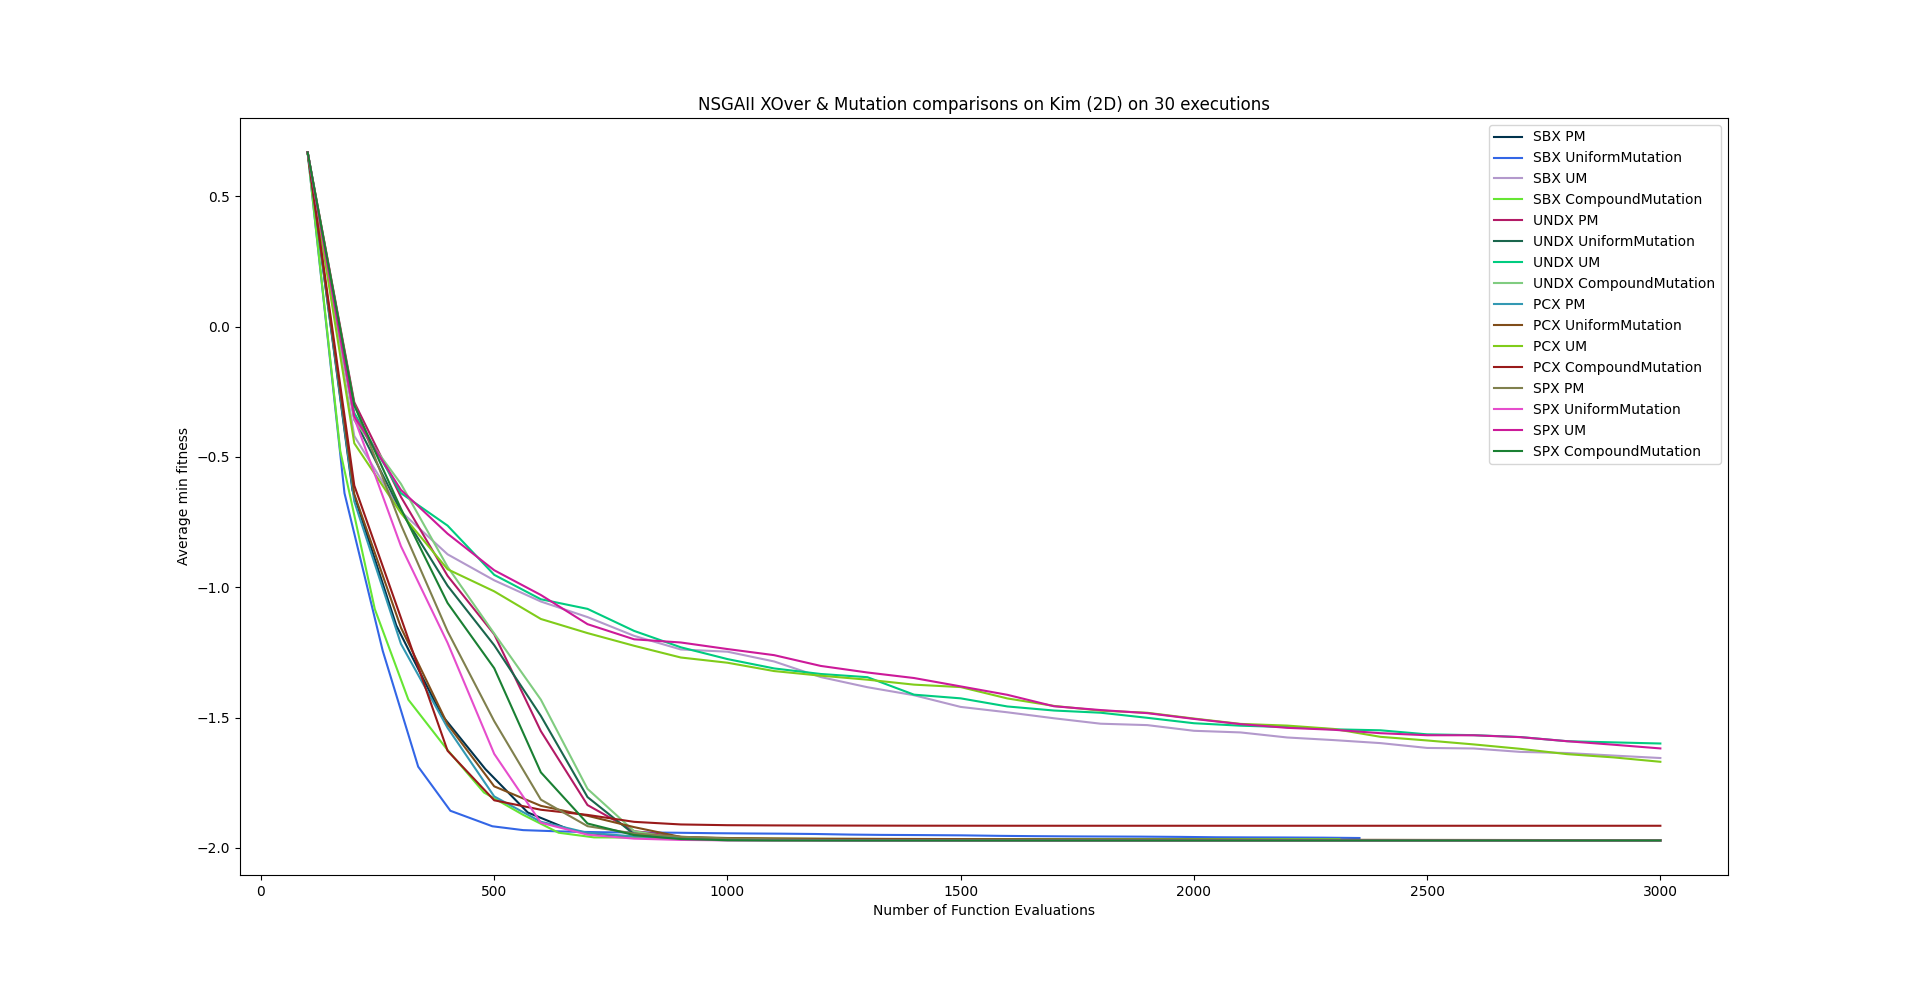 NSGAII XOver & Mutation comparisons on Kim (2D) on 30 executions
SBX PM
SBX UniformMutation
SBX UM
SBX CompoundMutation
UNDX PM
UNDX UniformMutation
UNDX UM
UNDX CompoundMutation
PCX PM
PCX UniformMutation
PCX UM
PCX CompoundMutation
SPX PM
SPX UniformMutation
SPX UM
SPX CompoundMutation
Average min fitness
0.5
0.0
−0.5
−1.0
−1.5
−2.0
0 500 1000 1500 2000 2500 3000
Number of Function Evaluations